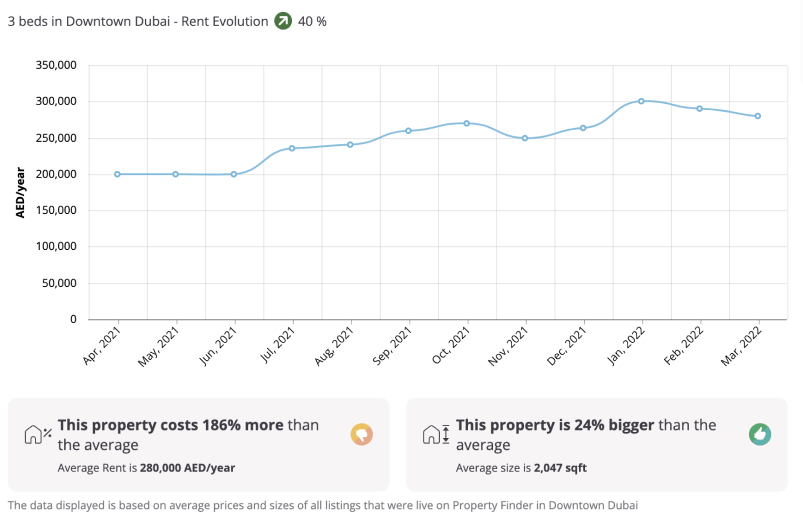 3 beds in Downtown Dubai - Rent Evolution 40 %
350,000
300,000
250,000
200,000
150,000
100,000
50,000
0
AED/year
Apr, 2021
May, 2021
Jun, 2021
Jul, 2021
Aug, 2021
Sep, 2021
Oct, 2021
Nov, 2021
Dec, 2021
Jan, 2022
Feb, 2022
Mar, 2022
This property costs 186% more than
the average
Average Rent is 280,000 AED/year
This property is 24% bigger than the
average
Average size is 2,047 sqft
The data displayed is based on average prices and sizes of all listings that were live on Property Finder in Downtown Dubai